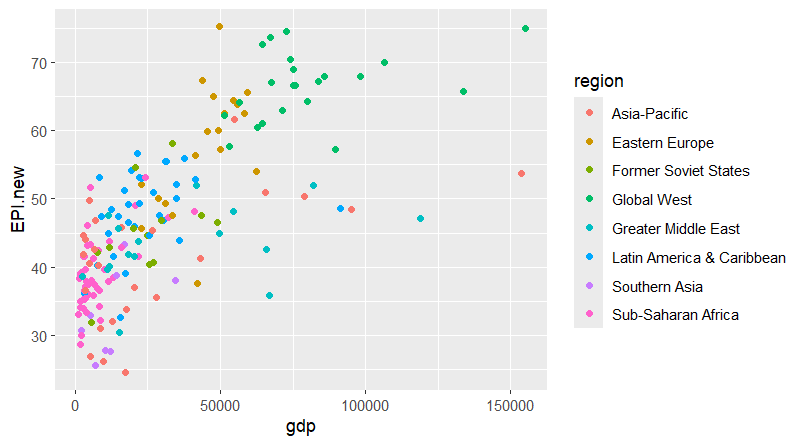 70
60
50
40
30
EPI.new
0
50000
100000
150000
gdp
region
Asia-Pacific
Eastern Europe
Former Soviet States
Global West
Greater Middle East
Latin America & Caribbean
Southern Asia
Sub-Saharan Africa